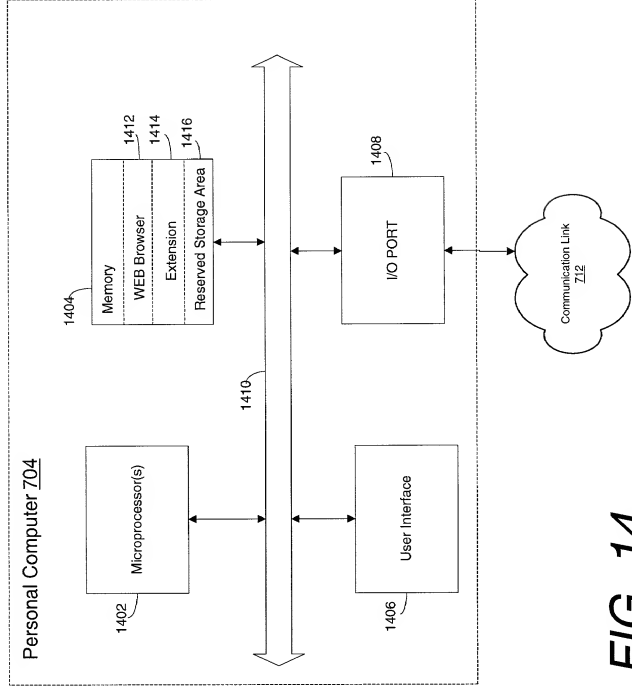 Personal Computer 704
1402
Microprocessor(s)
1404
Memory
WEB Browser
1412
Extension
1414
Reserved Storage Area
1416
1410
1406
User Interface
1408
I/O PORT
Communication Link
712
FIG. 14